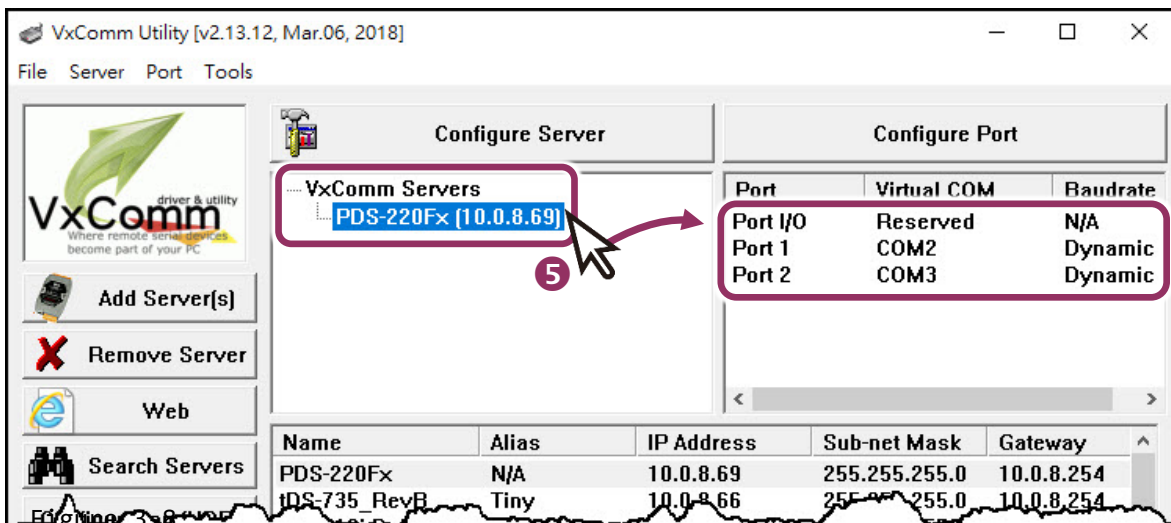 VxComm Utility [v2.13.12, Mar.06, 2018]
File Server Port Tools
VxComm
driver & utility
Where remote serial devices
become part of your PC
Add Server(s)
Remove Server
Web
Search Servers
Configure Server
VxComm Servers
PDS-220Fx (10.0.8.69)
5
Configure Port
Port Virtual COM Baudrate
Port I/O Reserved N/A
Port 1 COM2 Dynamic
Port 2 COM3 Dynamic
Name Alias IP Address Sub-net Mask Gateway
PDS-220Fx N/A 10.0.8.69 255.255.255.0 10.0.8.254
tDS-735_RevB Tiny 10.0.8.66 255.255.255.0 10.0.8.254